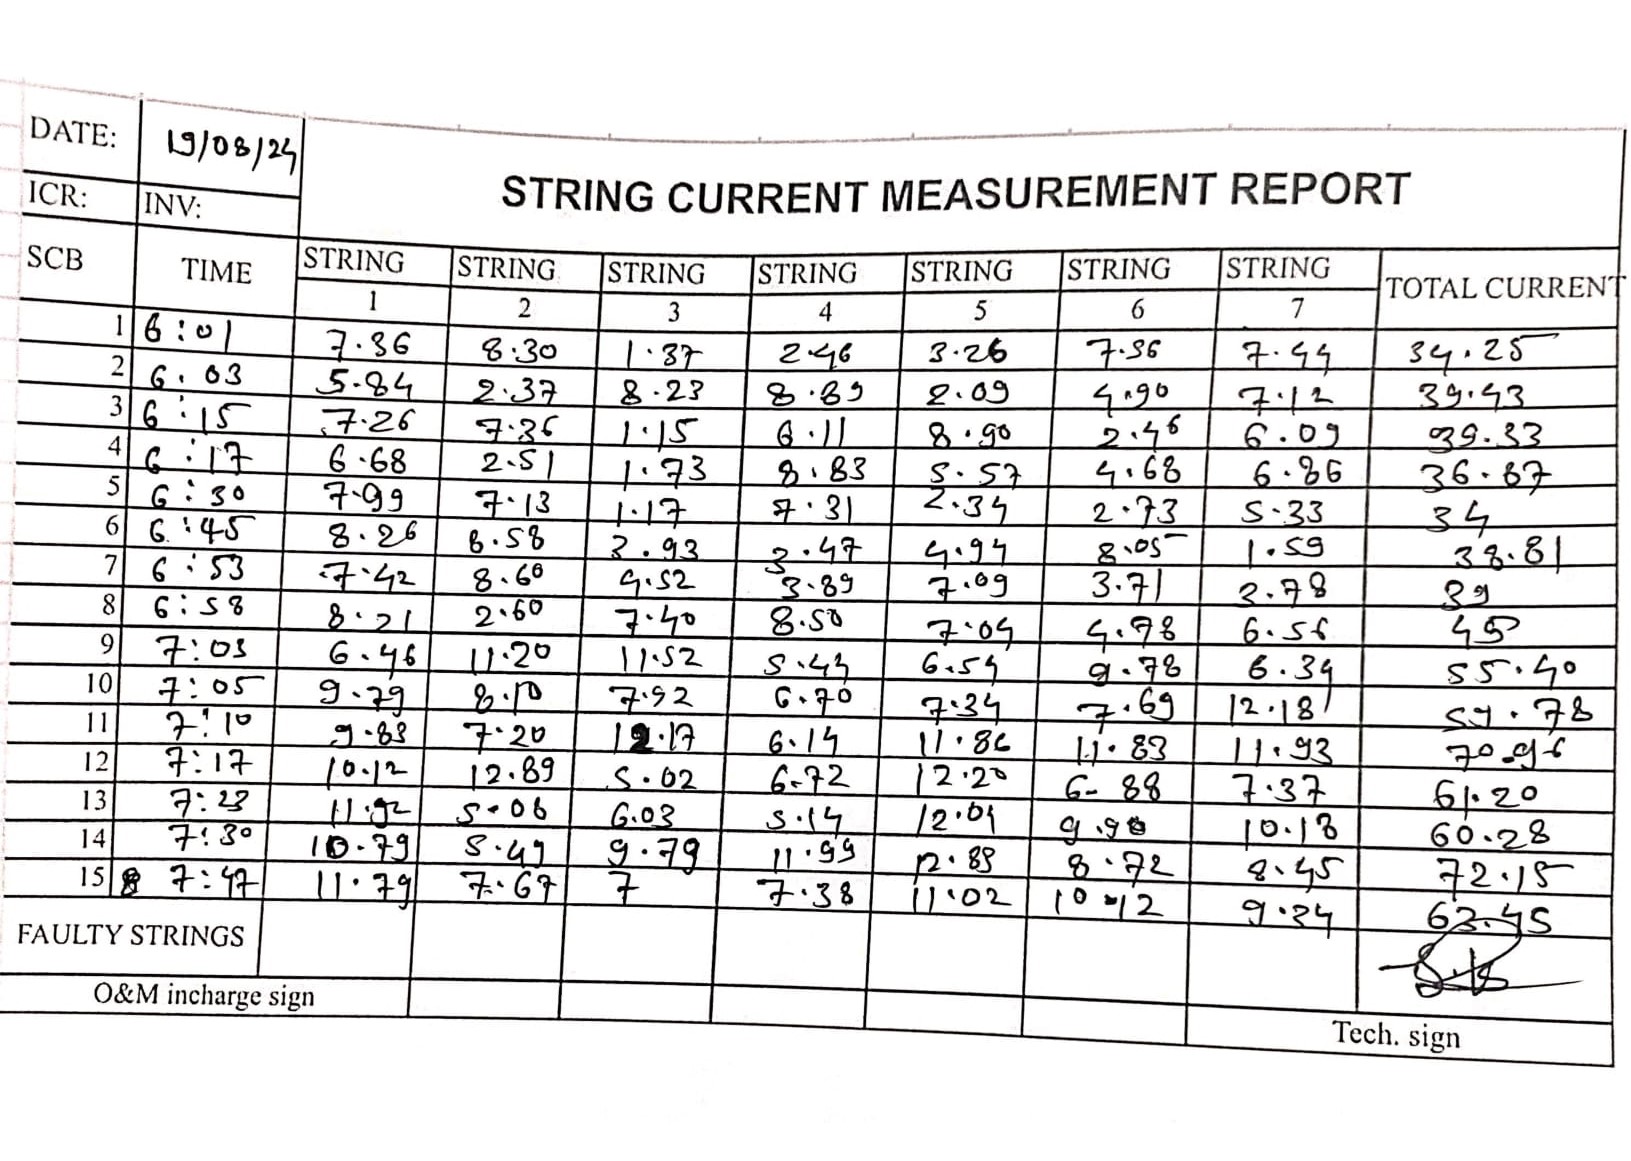 DATE: 19/08/24
STRING CURRENT MEASUREMENT REPORT
ICR: INV:
SCB TIME STRING STRING STRING STRING STRING STRING STRING TOTAL CURRENT
1 2 3 4 5 6 7
1 6:01 7.36 8.30 1.37 2.46 3.26 7.56 7.44 34.25
2 6.03 5.84 2.37 8.23 8.89 2.09 4.90 7.12 39.43
3 6:15 7.26 7.36 1.15 6.11 8.90 2.46 6.09 39.33
4 6:17 6.68 2.51 1.73 8.83 5.57 4.68 6.86 36.87
5 6:30 7.99 7.13 1.17 7.31 2.34 2.73 5.33 34
6 6:45 8.26 8.58 3.93 3.47 4.94 8.05 1.59 38.81
7 6:53 7.42 8.60 4.52 3.89 7.09 3.71 3.78 39
8 6:58 8.21 2.60 7.40 8.50 7.04 4.78 6.56 45
9 7:03 6.46 11.20 11.52 5.44 6.54 9.78 6.34 55.40
10 7:05 9.79 8.10 7.92 6.70 7.34 7.69 12.18 59.78
11 7:10 9.83 7.20 12.17 6.14 11.86 11.83 11.93 70.96
12 7:17 10.12 12.89 5.02 6.72 12.20 6.88 7.37 61.20
13 7:23 11.92 5.06 6.03 5.14 12.01 9.90 10.18 60.28
14 7:30 10.79 5.49 9.79 11.99 12.89 8.72 8.45 72.15
15 7:47 11.79 7.67 7 7.38 11.02 10.12 9.34 63.45
FAULTY STRINGS
O&M incharge sign
Tech. sign